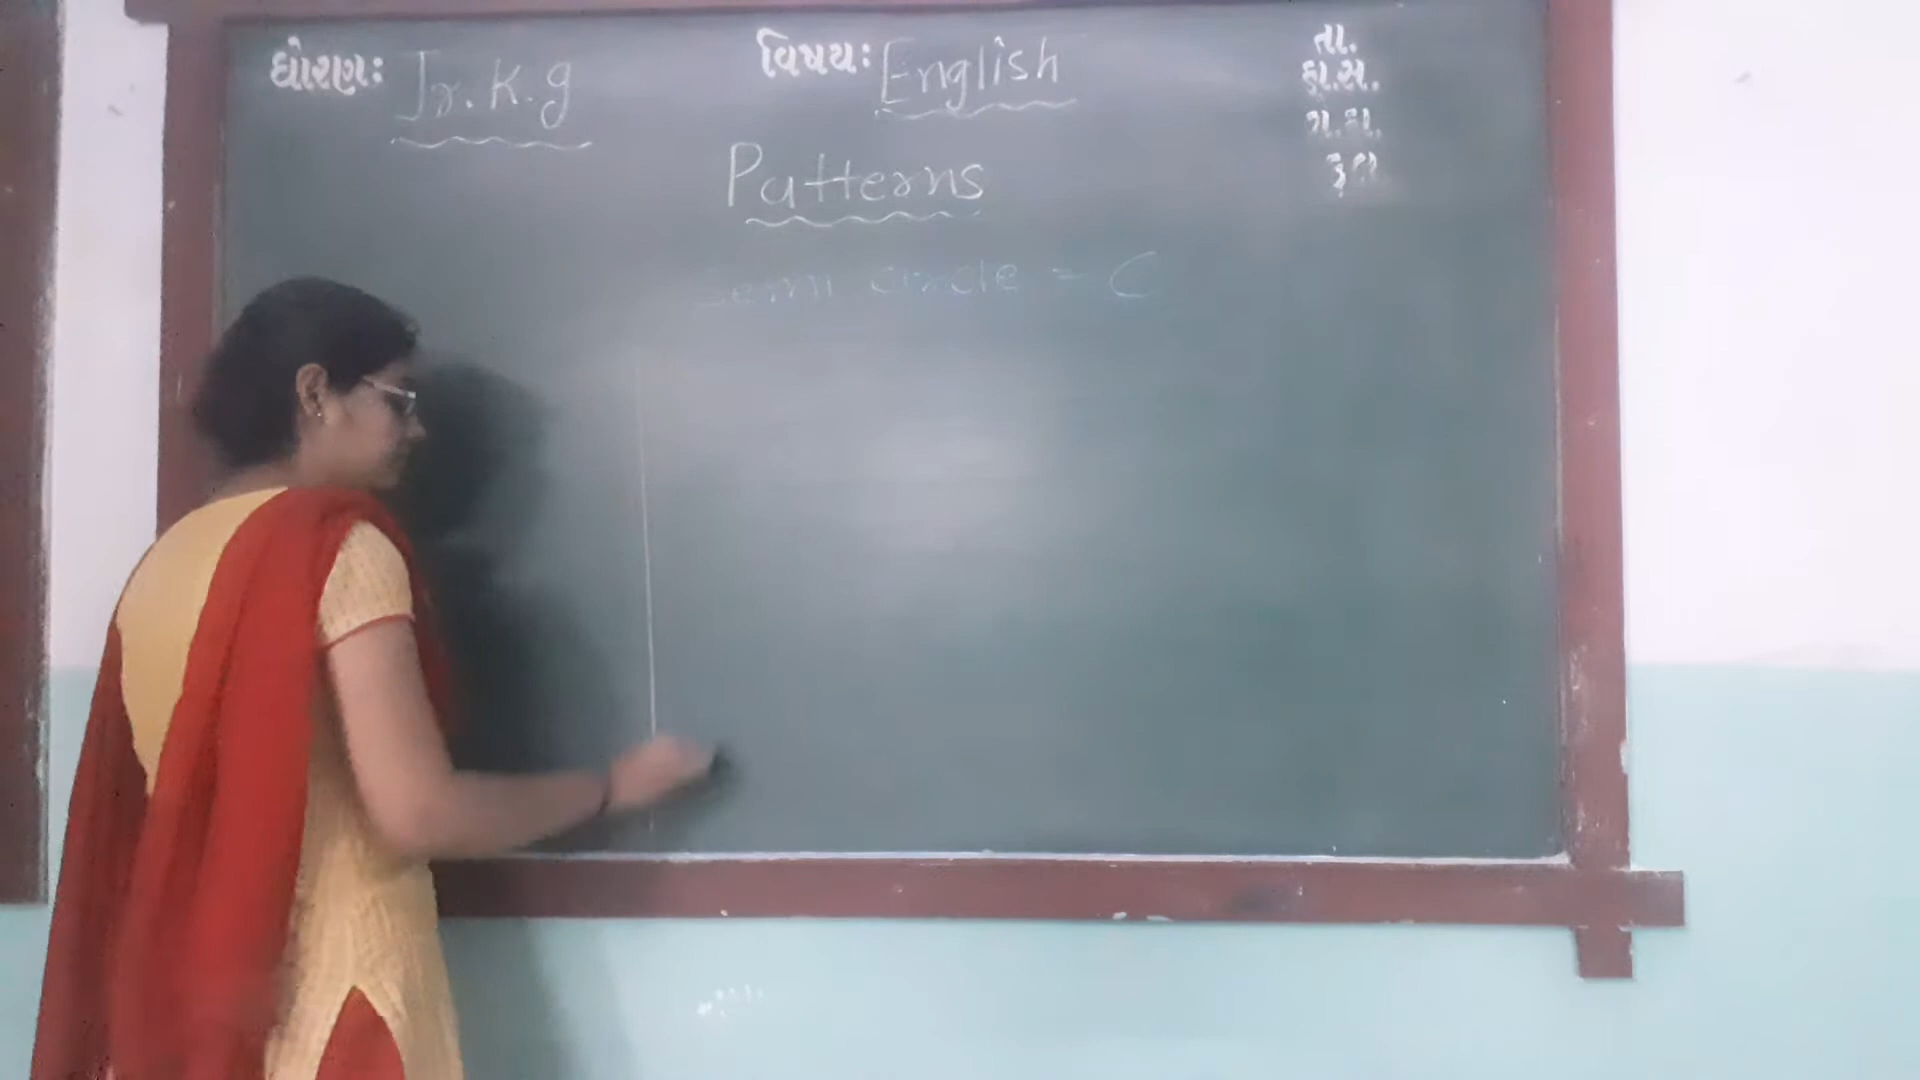 ધોરણ: Jr. K.g વિષય: English
તા.
હા.સ.
ગ.હા.
કુલ
Patterns
semi circle = C